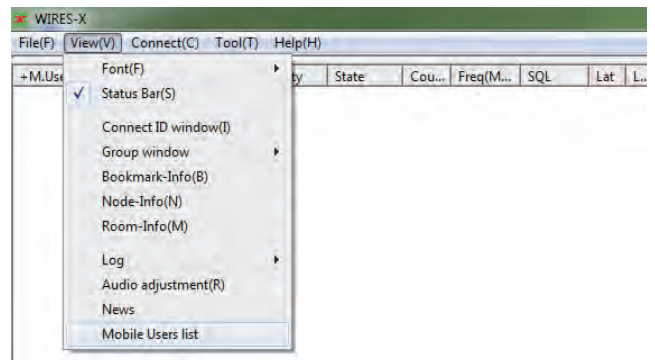 WIRES-X
File(F) View(V) Connect(C) Tool(T) Help(H)
+M.Use ty State Cou... Freq(M... SQL Lat L...
Font(F)
Status Bar(S)
Connect ID window(I)
Group window
Bookmark-Info(B)
Node-Info(N)
Room-Info(M)
Log
Audio adjustment(R)
News
Mobile Users list